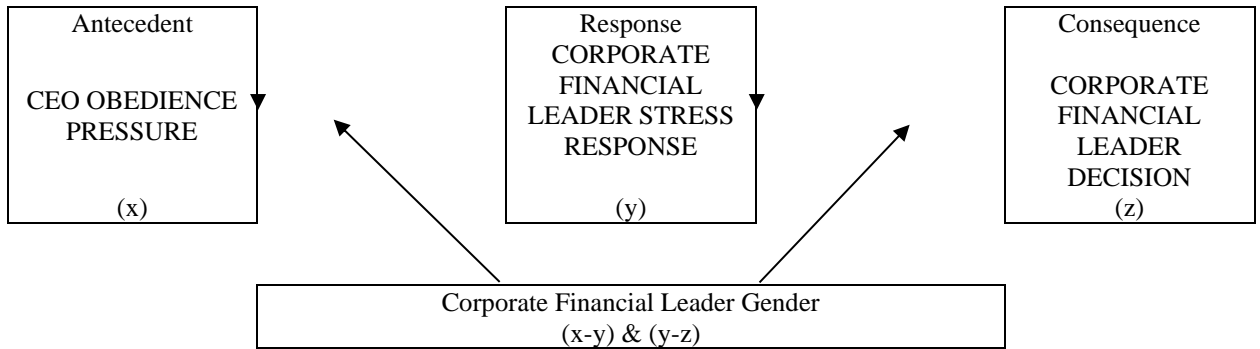 Antecedent
CEO OBEDIENCE
PRESSURE
(x)
Response
CORPORATE
FINANCIAL
LEADER STRESS
RESPONSE
(y)
Consequence
CORPORATE
FINANCIAL
LEADER
DECISION
(z)
Corporate Financial Leader Gender
(x-y) & (y-z)